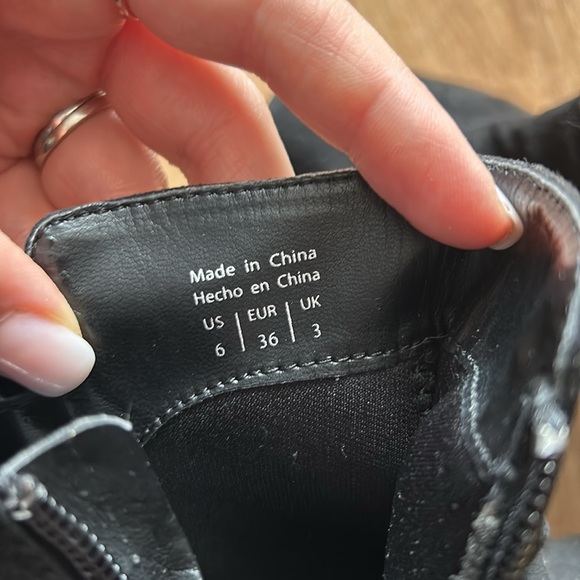 Made in China
Hecho en China
US | EUR | UK
6 | 36 | 3